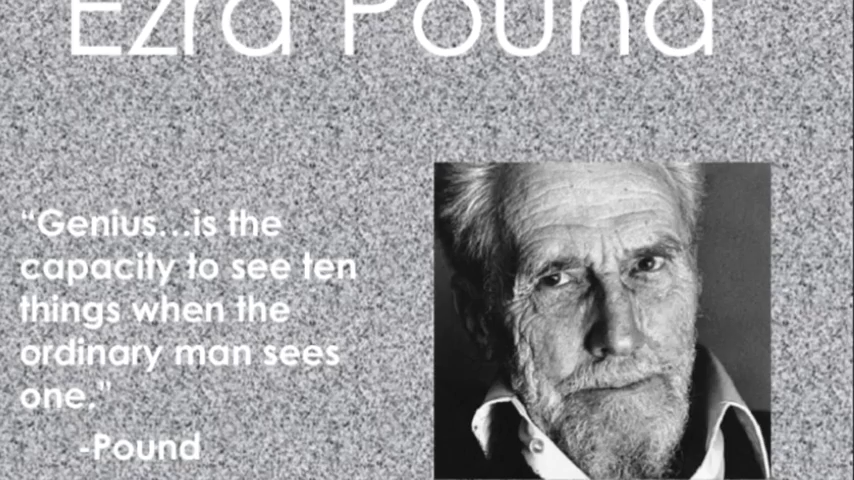 Ezra Pound
“Genius...is the
capacity to see ten
things when the
ordinary man sees
one.”
-Pound